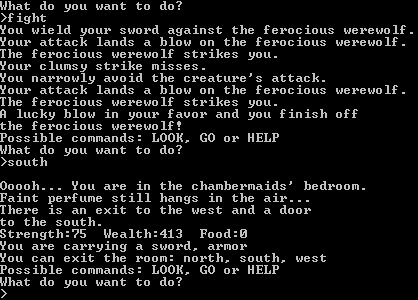 What do you want to do?
>fight
You wield your sword against the ferocious werewolf.
Your attack lands a blow on the ferocious werewolf.
The ferocious werewolf strikes you.
Your clumsy strike misses.
You narrowly avoid the creature's attack.
Your attack lands a blow on the ferocious werewolf.
The ferocious werewolf strikes you.
A lucky blow in your favor and you finish off
the ferocious werewolf!
Possible commands: LOOK, GO or HELP
What do you want to do?
>south
Ooooh... You are in the chambermaids' bedroom.
Faint perfume still hangs in the air...
There is an exit to the west and a door
to the south.
Strength:75 Wealth:413 Food:0
You are carrying a sword, armor
You can exit the room: north, south, west
Possible commands: LOOK, GO or HELP
What do you want to do?
>